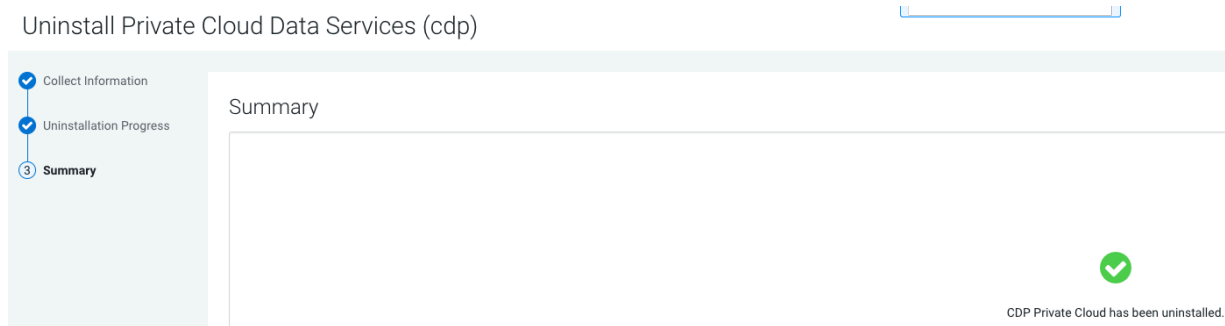 Uninstall Private Cloud Data Services (cdp)
Collect Information
Uninstallation Progress
3 Summary
Summary
CDP Private Cloud has been uninstalled.